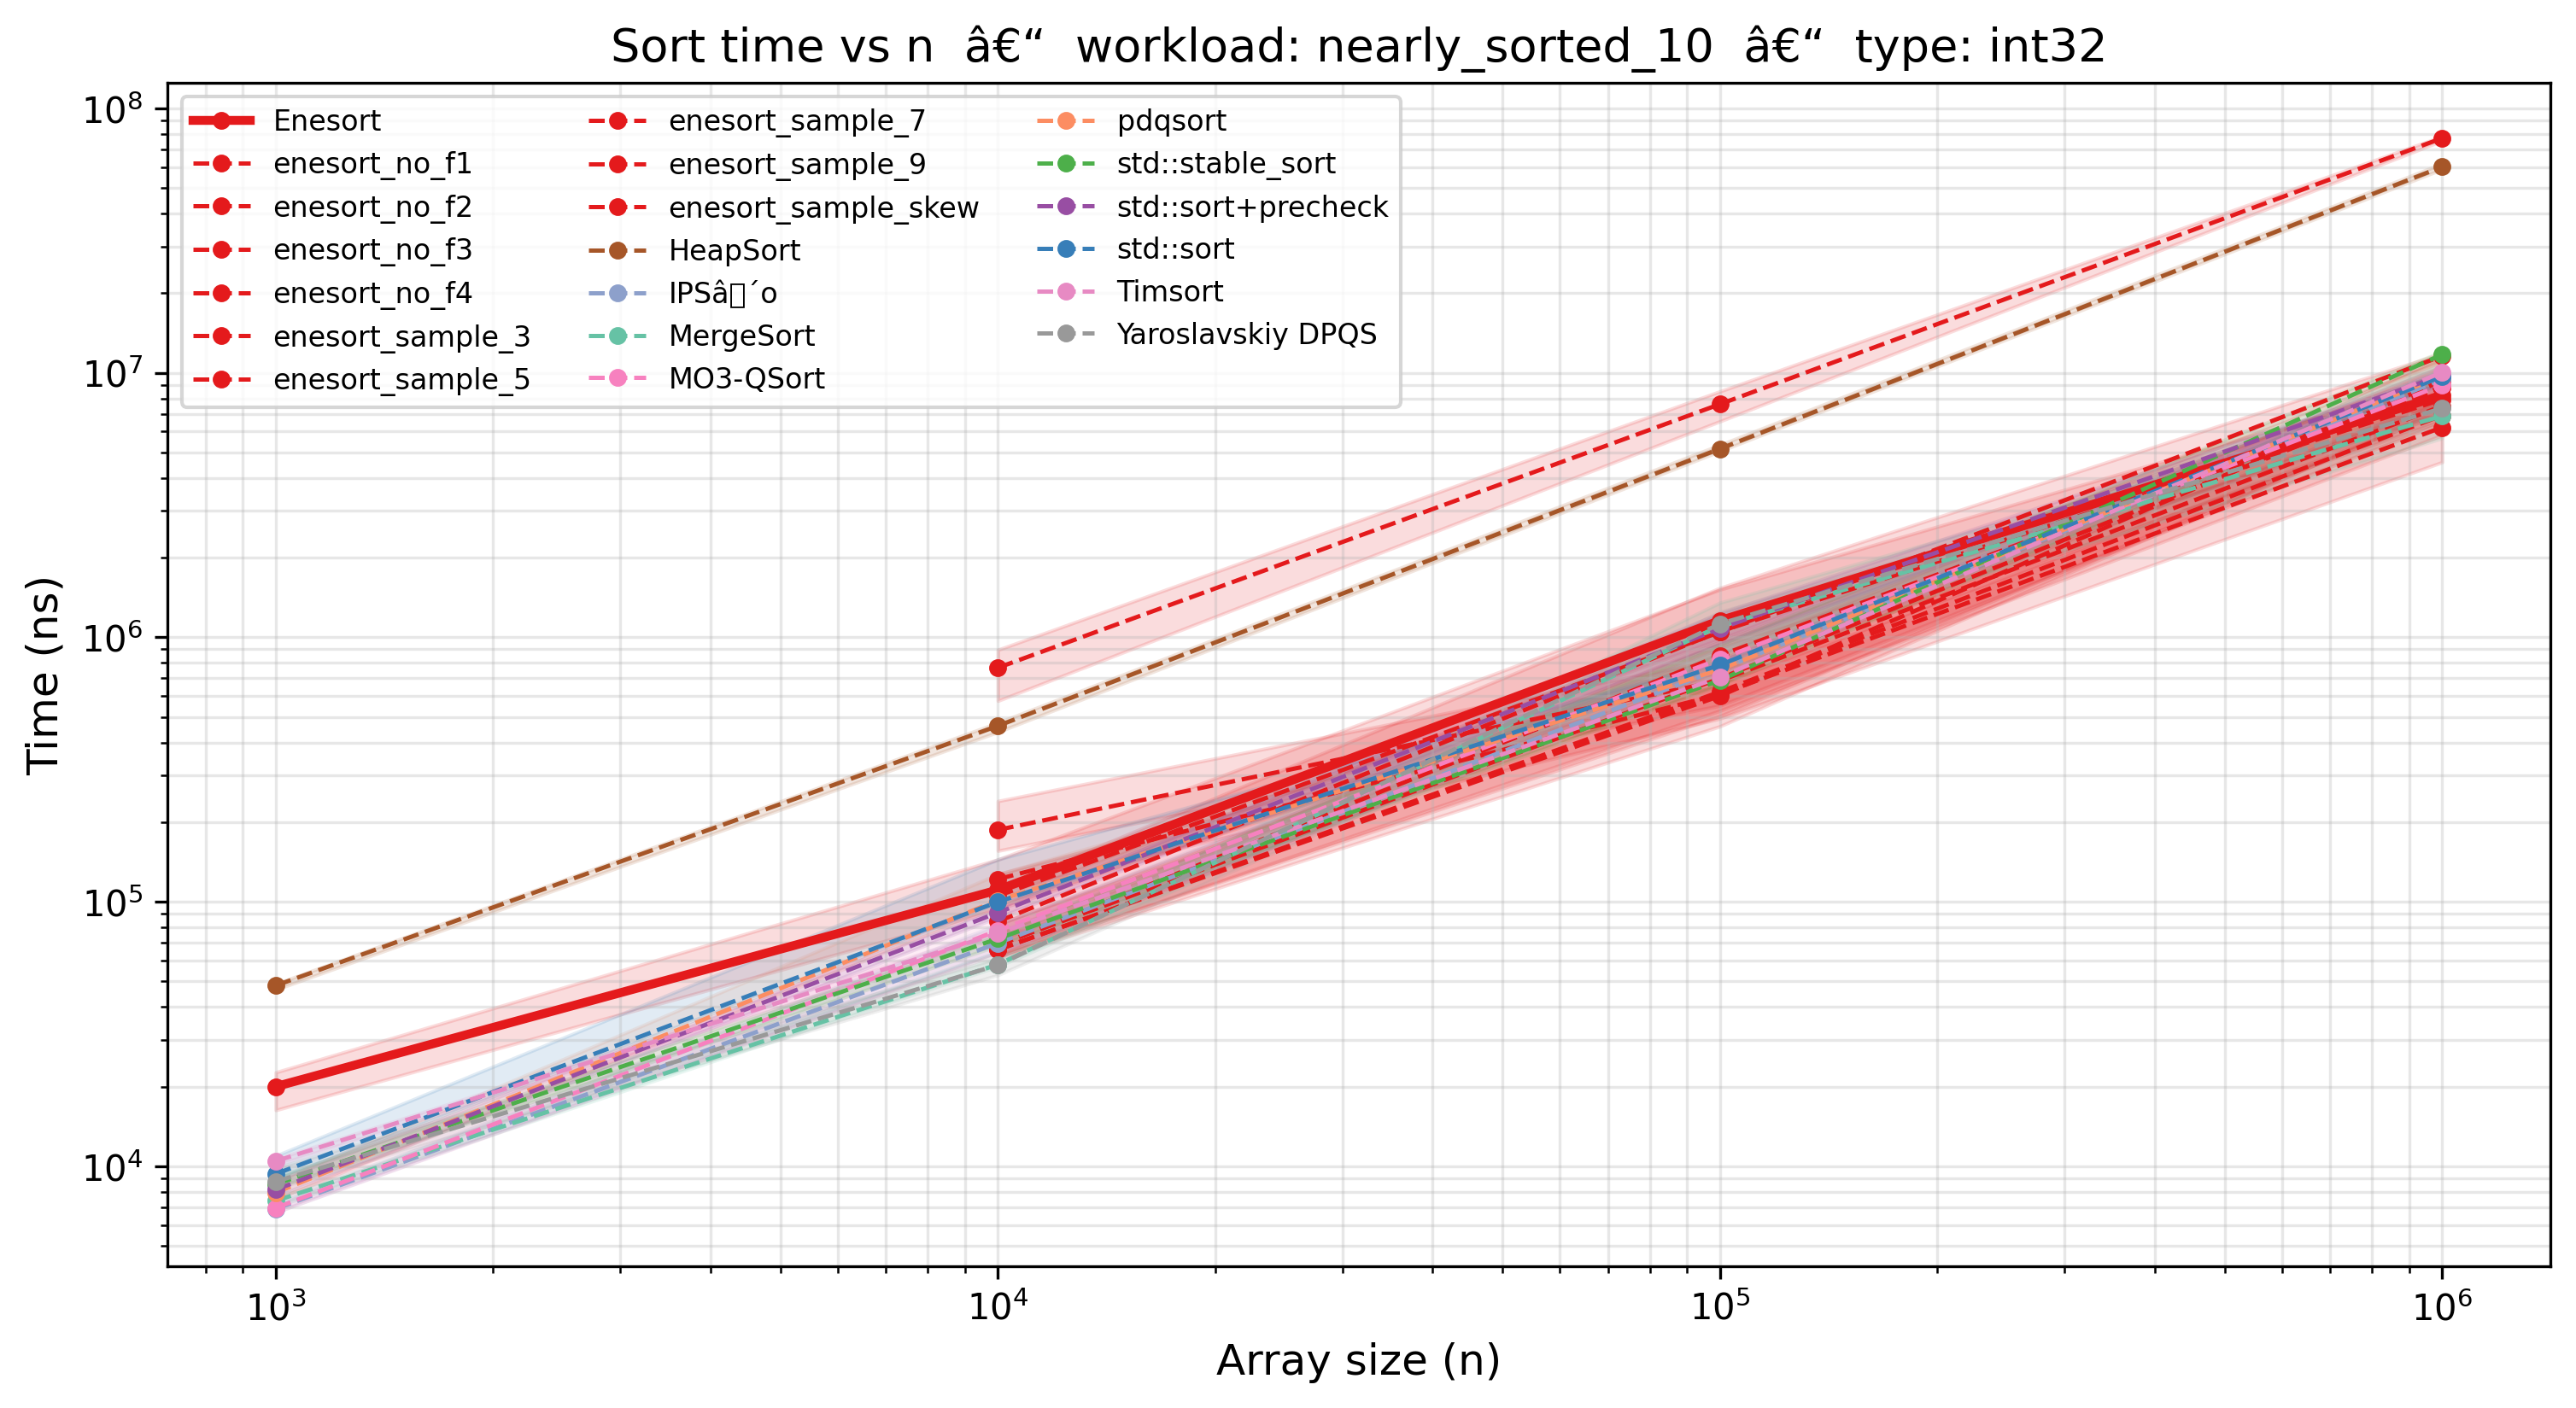 Sort time vs n â€“ workload: nearly_sorted_10 â€“ type: int32
10⁸
10⁷
10⁶
10⁵
10⁴
Time (ns)
Enesort
enesort_no_f1
enesort_no_f2
enesort_no_f3
enesort_no_f4
enesort_sample_3
enesort_sample_5
enesort_sample_7
enesort_sample_9
enesort_sample_skew
HeapSort
IPSâ▯´o
MergeSort
MO3-QSort
pdqsort
std::stable_sort
std::sort+precheck
std::sort
Timsort
Yaroslavskiy DPQS
10³
10⁴
10⁵
10⁶
Array size (n)